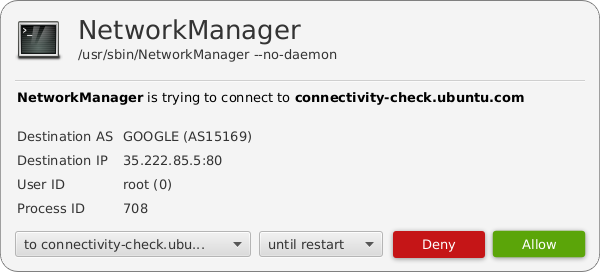 NetworkManager
/usr/sbin/NetworkManager --no-daemon
NetworkManager is trying to connect to connectivity-check.ubuntu.com
Destination AS GOOGLE (AS15169)
Destination IP 35.222.85.5:80
User ID root (0)
Process ID 708
to connectivity-check.ubu... until restart Deny Allow